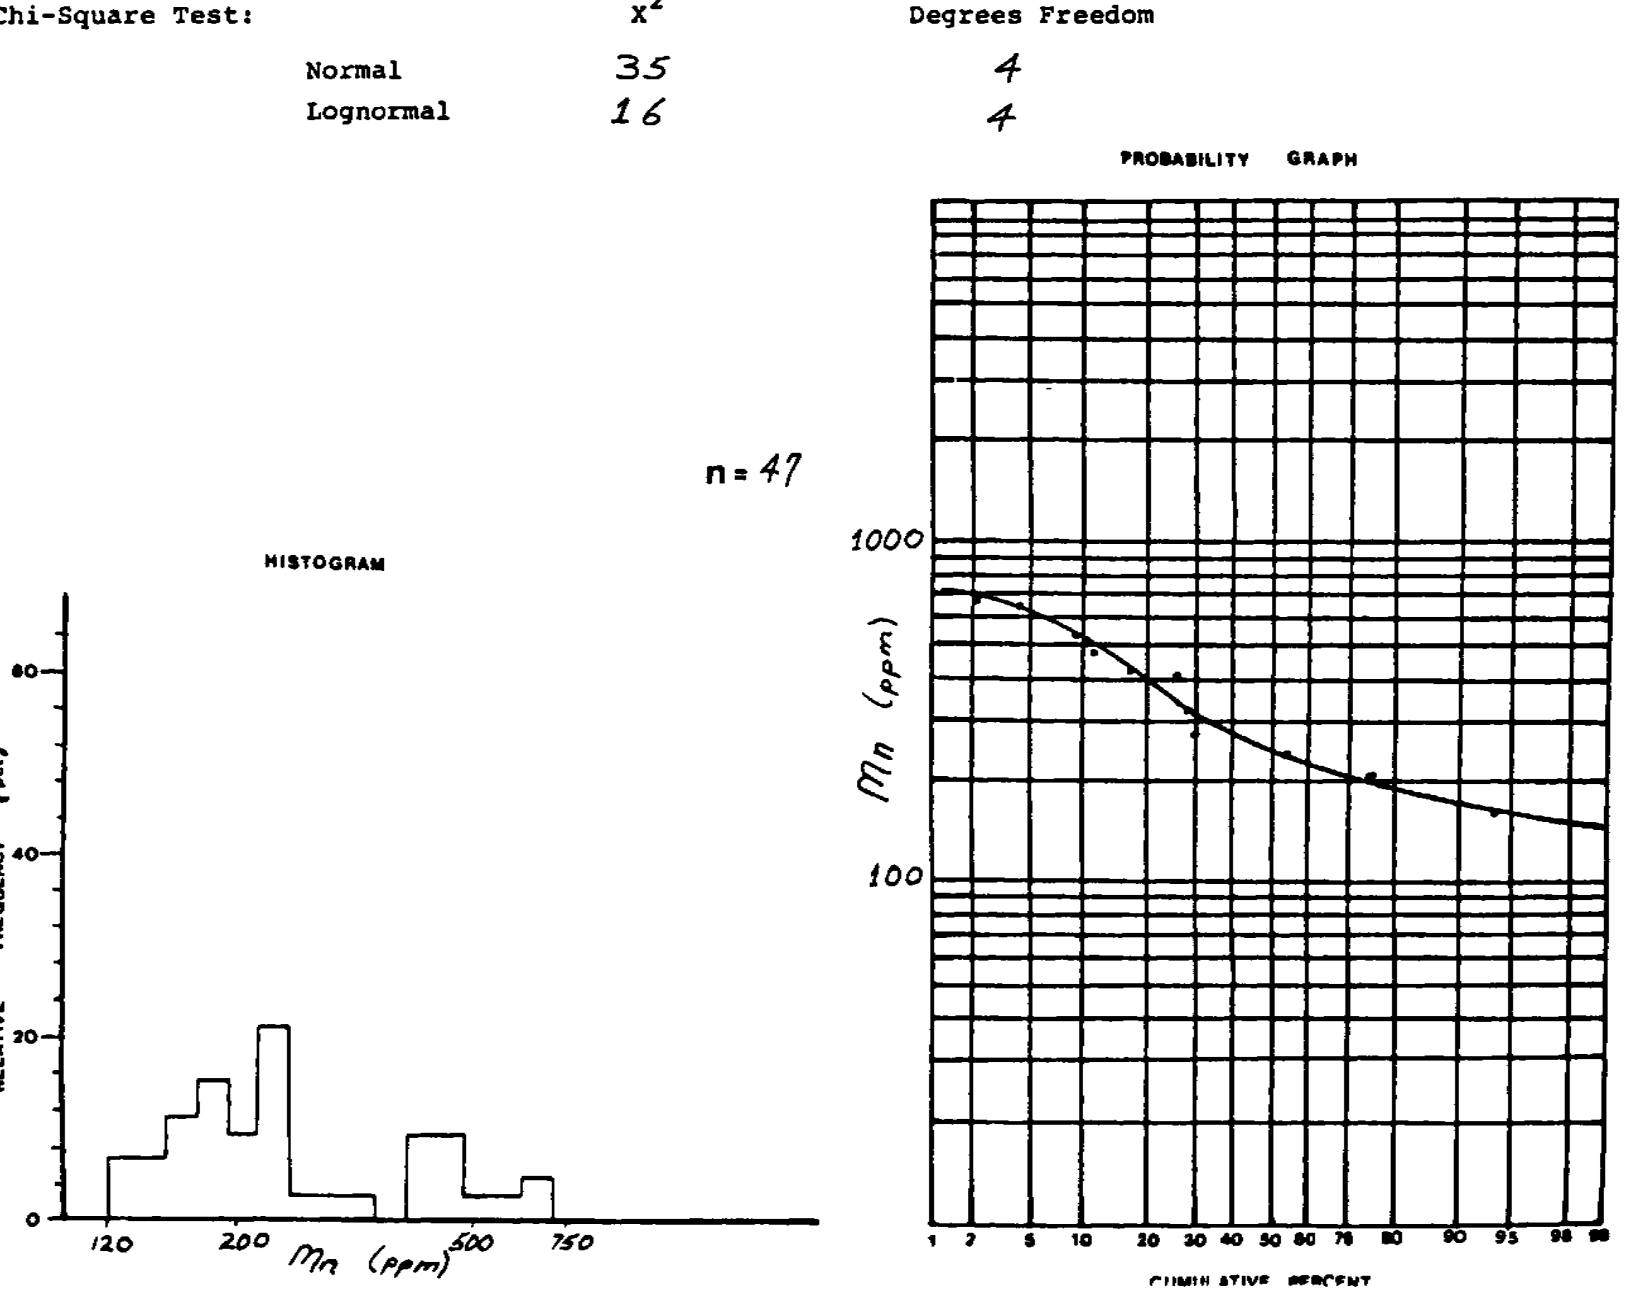 Chi-Square Test: X² Degrees Freedom
Normal 35 4
Lognormal 16 4
PROBABILITY GRAPH
n = 47
HISTOGRAM
60
40
20
0
120 200 500 750
Mn (ppm)
1000
100
Mn (ppm)
1 2 5 10 20 30 40 50 60 70 80 90 95 98 99
CUMULATIVE PERCENT